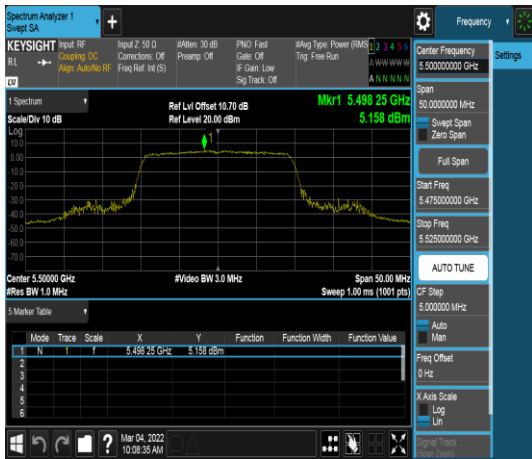 Spectrum Analyzer 1
Swept SA
Frequency
Settings
KEYSIGHT
RL
LXI
Input: RF
Coupling: DC
Align: Auto/No RF
Input Z: 50 Ω
Corrections: Off
Freq Ref: Int (S)
#Atten: 30 dB
Preamp: Off
PNO: Fast
Gate: Off
IF Gain: Low
Sig Track: Off
#Avg Type: Power (RMS
Trig: Free Run
1 2 3 4 5 6
A W W W W W
A N N N N N
1 Spectrum
Scale/Div 10 dB
Ref Lvl Offset 10.70 dB
Ref Level 20.00 dBm
Mkr1 5.498 25 GHz
5.158 dBm
Log
10.0
0.00
-10.0
-20.0
-30.0
-40.0
-50.0
-60.0
-70.0
1
Center 5.50000 GHz
#Res BW 1.0 MHz
#Video BW 3.0 MHz
Span 50.00 MHz
Sweep 1.00 ms (1001 pts)
5 Marker Table
Mode Trace Scale X Y Function Function Width Function Value
1 N 1 f 5.498 25 GHz 5.158 dBm
2
3
4
5
6
Center Frequency
5.500000000 GHz
Span
50.0000000 MHz
Swept Span
Zero Span
Full Span
Start Freq
5.475000000 GHz
Stop Freq
5.525000000 GHz
AUTO TUNE
CF Step
5.000000 MHz
Auto
Man
Freq Offset
0 Hz
X Axis Scale
Log
Lin
Signal Track
(Span Zoom)
Mar 04, 2022
10:08:35 AM